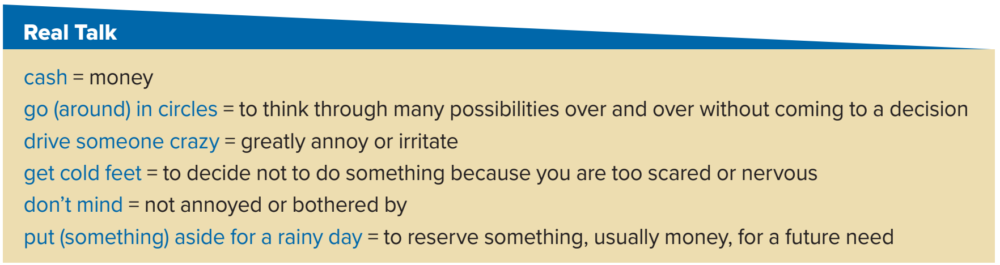 Real Talk
cash = money
go (around) in circles = to think through many possibilities over and over without coming to a decision
drive someone crazy = greatly annoy or irritate
get cold feet = to decide not to do something because you are too scared or nervous
don’t mind = not annoyed or bothered by
put (something) aside for a rainy day = to reserve something, usually money, for a future need